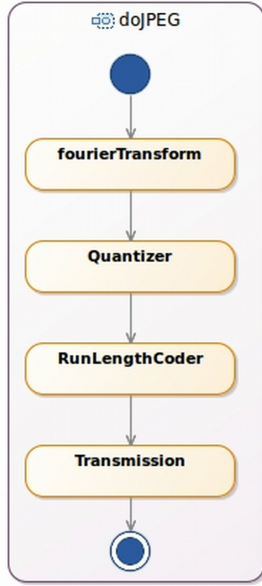 doJPEG
fourierTransform
Quantizer
RunLengthCoder
Transmission